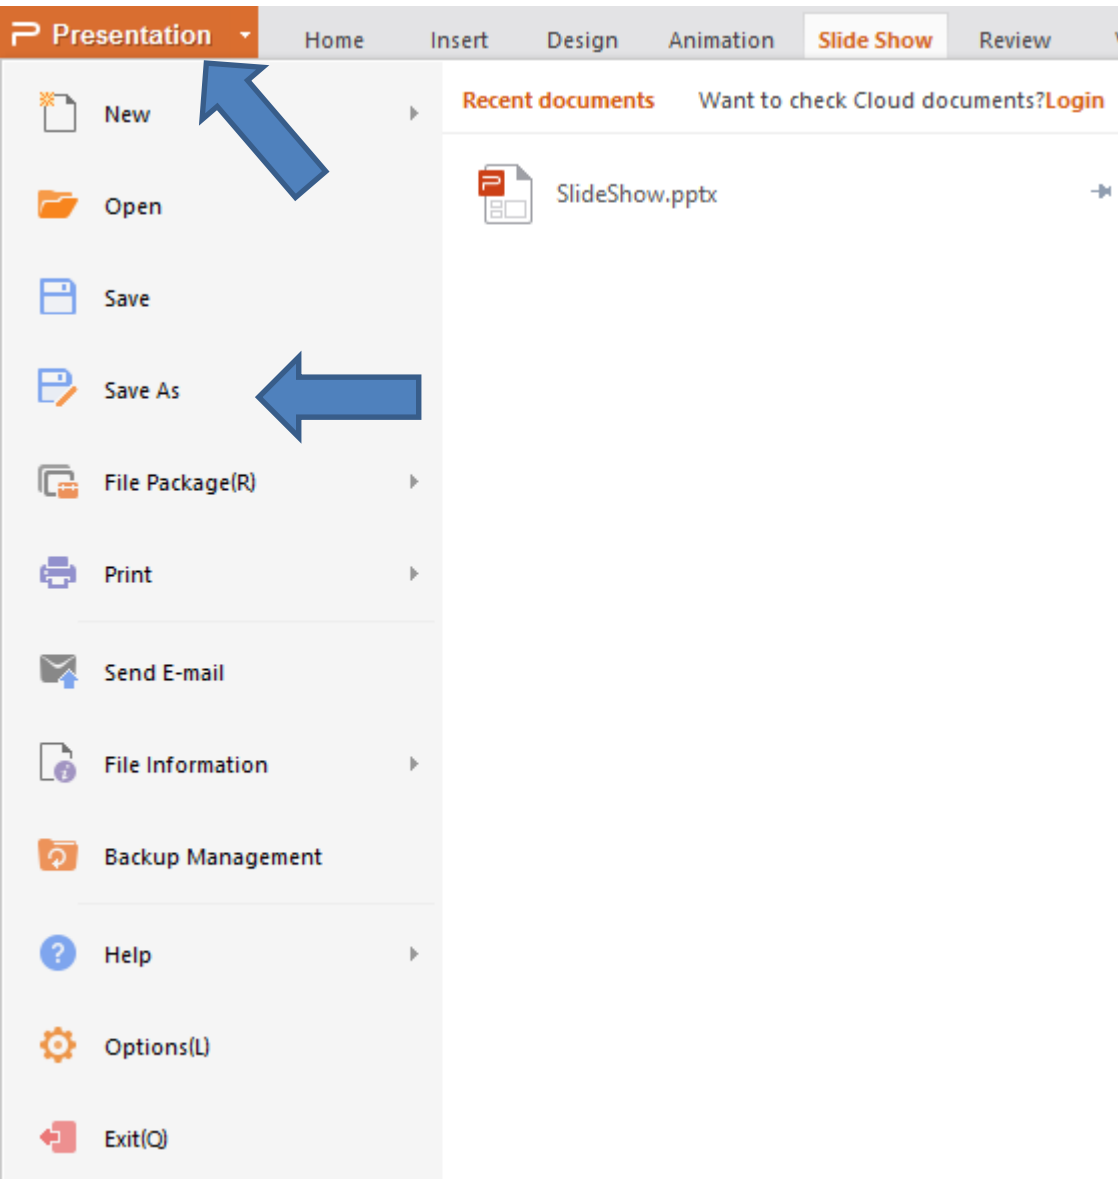 Presentation
Home Insert Design Animation Slide Show Review
Recent documents Want to check Cloud documents?Login
SlideShow.pptx
New
Open
Save
Save As
File Package(R)
Print
Send E-mail
File Information
Backup Management
Help
Options(L)
Exit(Q)